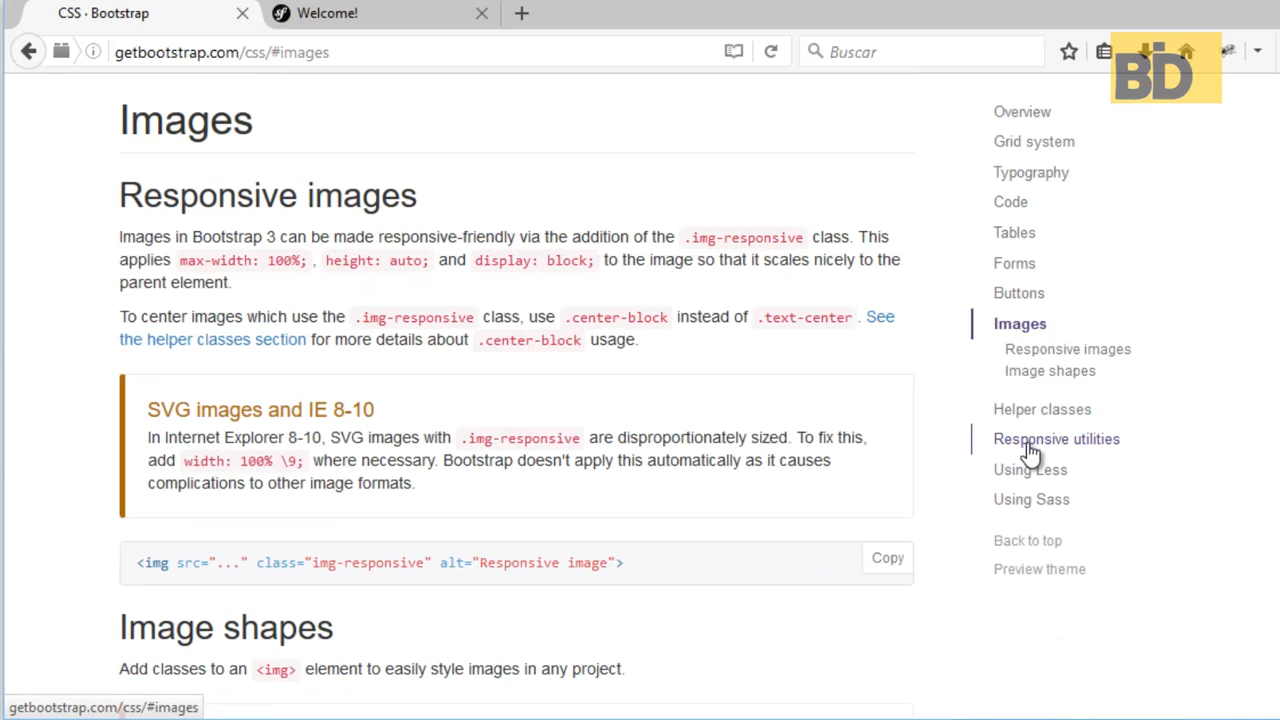 CSS · Bootstrap
Welcome!
getbootstrap.com/css/#images
Buscar
BID
Images
Responsive images
Images in Bootstrap 3 can be made responsive-friendly via the addition of the .img-responsive class. This
applies max-width: 100%; , height: auto; and display: block; to the image so that it scales nicely to the
parent element.
To center images which use the .img-responsive class, use .center-block instead of .text-center . See
the helper classes section for more details about .center-block usage.
SVG images and IE 8-10
In Internet Explorer 8-10, SVG images with .img-responsive are disproportionately sized. To fix this,
add width: 100% \9; where necessary. Bootstrap doesn't apply this automatically as it causes
complications to other image formats.
<img src="..." class="img-responsive" alt="Responsive image">
Copy
Image shapes
Add classes to an <img> element to easily style images in any project.
Overview
Grid system
Typography
Code
Tables
Forms
Buttons
Images
Responsive images
Image shapes
Helper classes
Responsive utilities
Using Less
Using Sass
Back to top
Preview theme
getbootstrap.com/css/#images